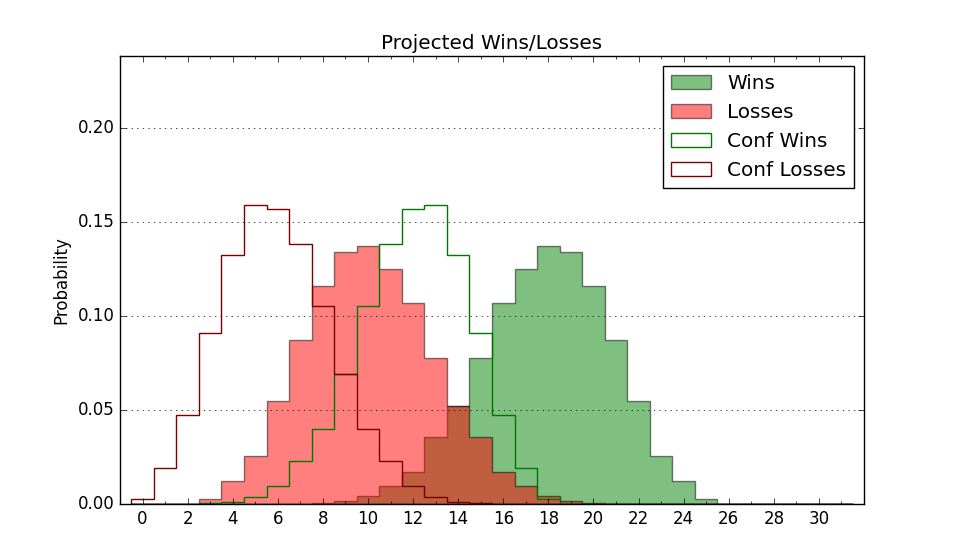 Projected Wins/Losses
Wins
Losses
Conf Wins
Conf Losses
Probability
0.20
0.15
0.10
0.05
0.00
0 2 4 6 8 10 12 14 16 18 20 22 24 26 28 30